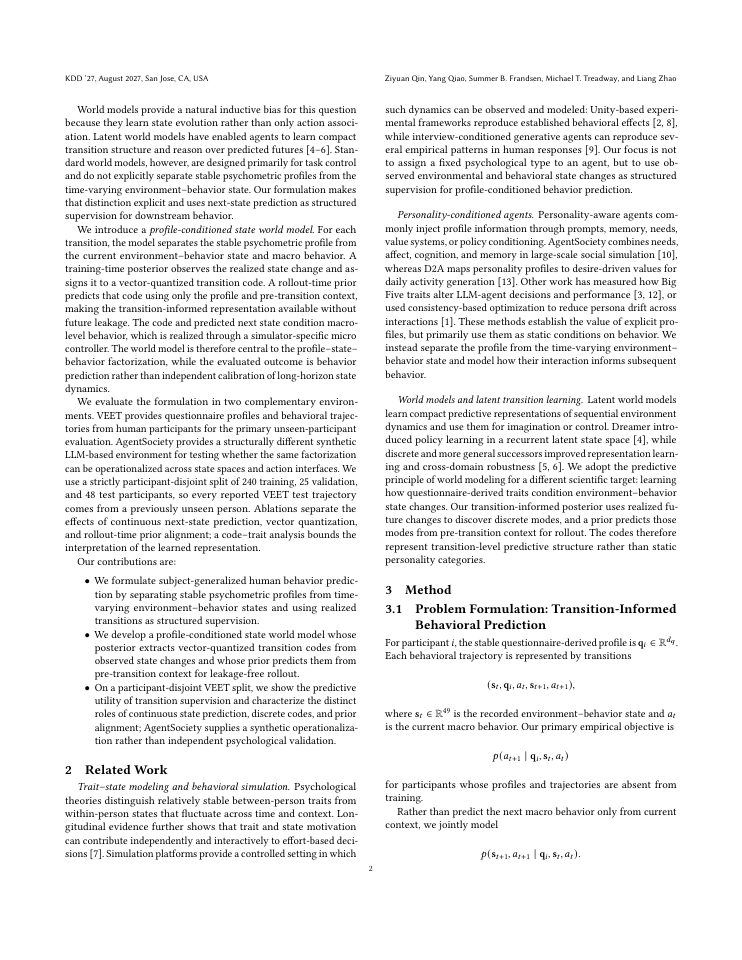 KDD '27, August 2027, San Jose, CA, USA
Ziyuan Qin, Yang Qiao, Summer B. Frandsen, Michael T. Treadway, and Liang Zhao
World models provide a natural inductive bias for this question
because they learn state evolution rather than only action associ-
ation. Latent world models have enabled agents to learn compact
transition structure and reason over predicted futures [4–6]. Stan-
dard world models, however, are designed primarily for task control
and do not explicitly separate stable psychometric profiles from the
time-varying environment–behavior state. Our formulation makes
that distinction explicit and uses next-state prediction as structured
supervision for downstream behavior.
We introduce a profile-conditioned state world model. For each
transition, the model separates the stable psychometric profile from
the current environment–behavior state and macro behavior. A
training-time posterior observes the realized state change and as-
signs it to a vector-quantized transition code. A rollout-time prior
predicts that code using only the profile and pre-transition context,
making the transition-informed representation available without
future leakage. The code and predicted next state condition macro-
level behavior, which is realized through a simulator-specific micro
controller. The world model is therefore central to the profile–state–
behavior factorization, while the evaluated outcome is behavior
prediction rather than independent calibration of long-horizon state
dynamics.
We evaluate the formulation in two complementary environ-
ments. VEET provides questionnaire profiles and behavioral trajec-
tories from human participants for the primary unseen-participant
evaluation. AgentSociety provides a structurally different synthetic
LLM-based environment for testing whether the same factorization
can be operationalized across state spaces and action interfaces. We
use a strictly participant-disjoint split of 240 training, 25 validation,
and 48 test participants, so every reported VEET test trajectory
comes from a previously unseen person. Ablations separate the
effects of continuous next-state prediction, vector quantization,
and rollout-time prior alignment; a code–trait analysis bounds the
interpretation of the learned representation.
Our contributions are:
• We formulate subject-generalized human behavior predic-
tion by separating stable psychometric profiles from time-
varying environment–behavior states and using realized
transitions as structured supervision.
• We develop a profile-conditioned state world model whose
posterior extracts vector-quantized transition codes from
observed state changes and whose prior predicts them from
pre-transition context for leakage-free rollout.
• On a participant-disjoint VEET split, we show the predictive
utility of transition supervision and characterize the distinct
roles of continuous state prediction, discrete codes, and prior
alignment; AgentSociety supplies a synthetic operationaliza-
tion rather than independent psychological validation.
2 Related Work
Trait–state modeling and behavioral simulation. Psychological
theories distinguish relatively stable between-person traits from
within-person states that fluctuate across time and context. Lon-
gitudinal evidence further shows that trait and state motivation
can contribute independently and interactively to effort-based deci-
sions [7]. Simulation platforms provide a controlled setting in which
such dynamics can be observed and modeled: Unity-based experi-
mental frameworks reproduce established behavioral effects [2, 8],
while interview-conditioned generative agents can reproduce sev-
eral empirical patterns in human responses [9]. Our focus is not
to assign a fixed psychological type to an agent, but to use ob-
served environmental and behavioral state changes as structured
supervision for profile-conditioned behavior prediction.
Personality-conditioned agents. Personality-aware agents com-
monly inject profile information through prompts, memory, needs,
value systems, or policy conditioning. AgentSociety combines needs,
affect, cognition, and memory in large-scale social simulation [10],
whereas D2A maps personality profiles to desire-driven values for
daily activity generation [13]. Other work has measured how Big
Five traits alter LLM-agent decisions and performance [3, 12], or
used consistency-based optimization to reduce persona drift across
interactions [1]. These methods establish the value of explicit pro-
files, but primarily use them as static conditions on behavior. We
instead separate the profile from the time-varying environment–
behavior state and model how their interaction informs subsequent
behavior.
World models and latent transition learning. Latent world models
learn compact predictive representations of sequential environment
dynamics and use them for imagination or control. Dreamer intro-
duced policy learning in a recurrent latent state space [4], while
discrete and more general successors improved representation learn-
ing and cross-domain robustness [5, 6]. We adopt the predictive
principle of world modeling for a different scientific target: learning
how questionnaire-derived traits condition environment–behavior
state changes. Our transition-informed posterior uses realized fu-
ture changes to discover discrete modes, and a prior predicts those
modes from pre-transition context for rollout. The codes therefore
represent transition-level predictive structure rather than static
personality categories.
3 Method
3.1 Problem Formulation: Transition-Informed
Behavioral Prediction
For participant i, the stable questionnaire-derived profile is q_i ∈ ℝ^{d_q}.
Each behavioral trajectory is represented by transitions
(s_t, q_i, a_t, s_{t+1}, a_{t+1}),
where s_t ∈ ℝ^{49} is the recorded environment–behavior state and a_t
is the current macro behavior. Our primary empirical objective is
p(a_{t+1} | q_i, s_t, a_t)
for participants whose profiles and trajectories are absent from
training.
Rather than predict the next macro behavior only from current
context, we jointly model
p(s_{t+1}, a_{t+1} | q_i, s_t, a_t).
2